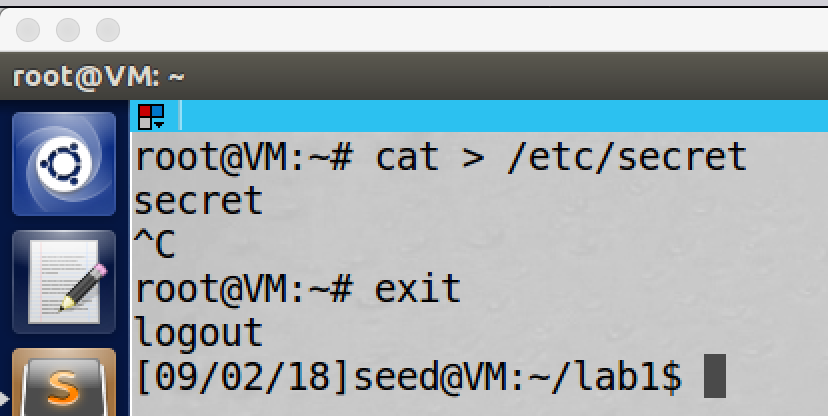 root@VM: ~
root@VM:~# cat > /etc/secret
secret
^C
root@VM:~# exit
logout
[09/02/18]seed@VM:~/lab1$